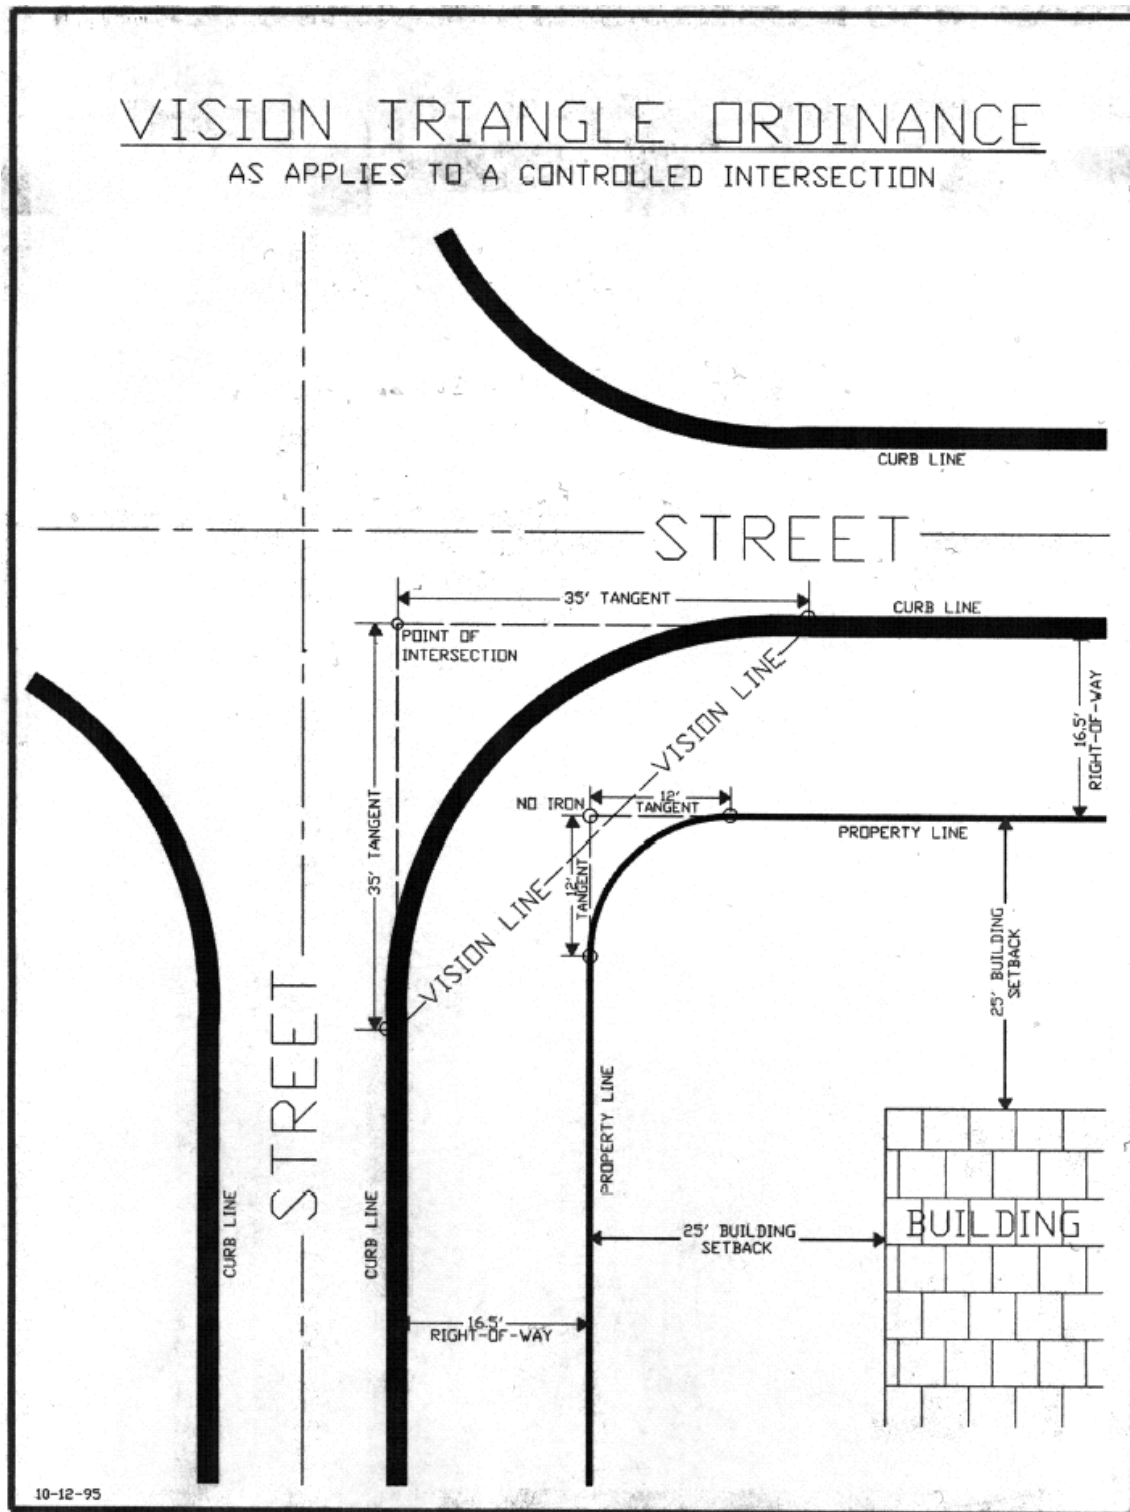 VISION TRIANGLE ORDINANCE
AS APPLIES TO A CONTROLLED INTERSECTION
CURB LINE
STREET
35' TANGENT
CURB LINE
POINT OF
INTERSECTION
VISION LINE
16.5'
RIGHT-OF-WAY
NO IRON
12'
TANGENT
PROPERTY LINE
35' TANGENT
12'
TANGENT
VISION LINE
25' BUILDING
SETBACK
STREET
PROPERTY LINE
CURB LINE
CURB LINE
25' BUILDING
SETBACK
BUILDING
16.5'
RIGHT-OF-WAY
10-12-95